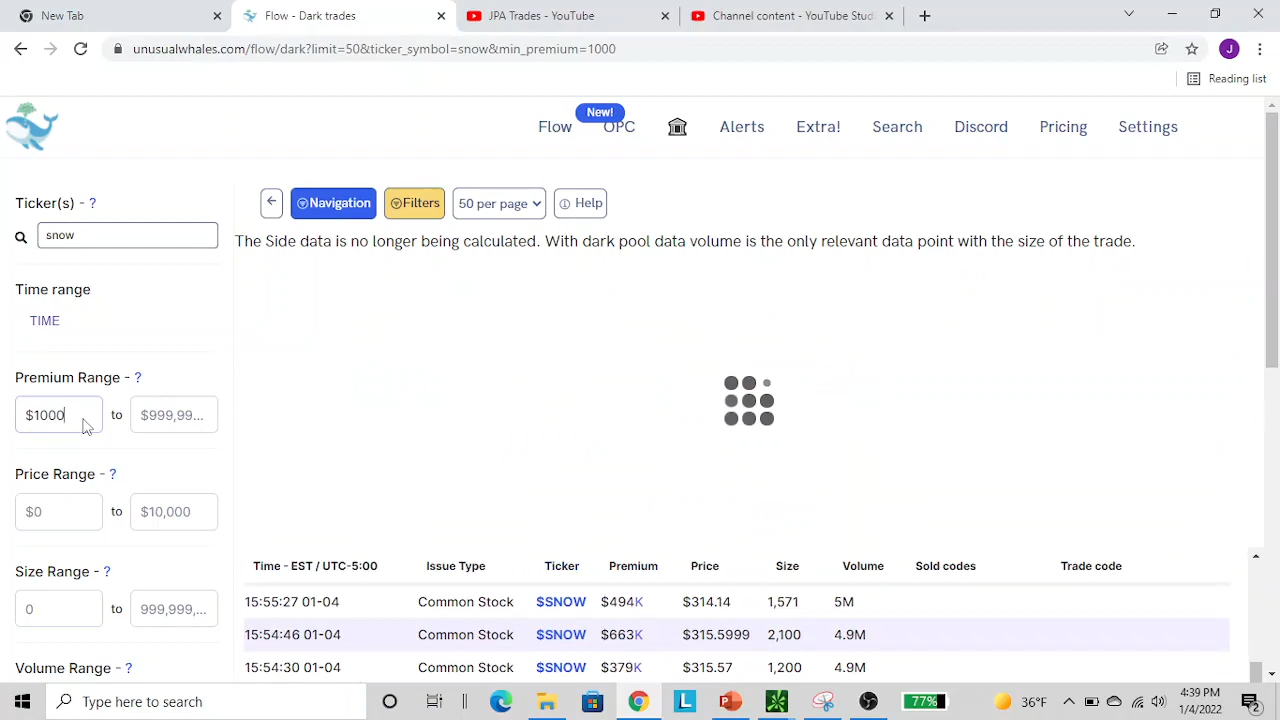 New Tab
Flow - Dark trades
JPA Trades - YouTube
Channel content - YouTube Stud
unusualwhales.com/flow/dark?limit=50&ticker_symbol=snow&min_premium=1000
J
Reading list
New!
Flow OPC Alerts Extra! Search Discord Pricing Settings
Ticker(s) - ?
Navigation Filters 50 per page Help
snow
The Side data is no longer being calculated. With dark pool data volume is the only relevant data point with the size of the trade.
Time range
TIME
Premium Range - ?
$1000 to $999,99...
Price Range - ?
$0 to $10,000
Time - EST / UTC-5:00 Issue Type Ticker Premium Price Size Volume Sold codes Trade code
Size Range - ?
15:55:27 01-04 Common Stock $SNOW $494K $314.14 1,571 5M
0 to 999,999,...
15:54:46 01-04 Common Stock $SNOW $663K $315.5999 2,100 4.9M
Volume Range - ?
15:54:30 01-04 Common Stock $SNOW $379K $315.57 1,200 4.9M
Type here to search
L
77%
36°F
4:39 PM
1/4/2022
2